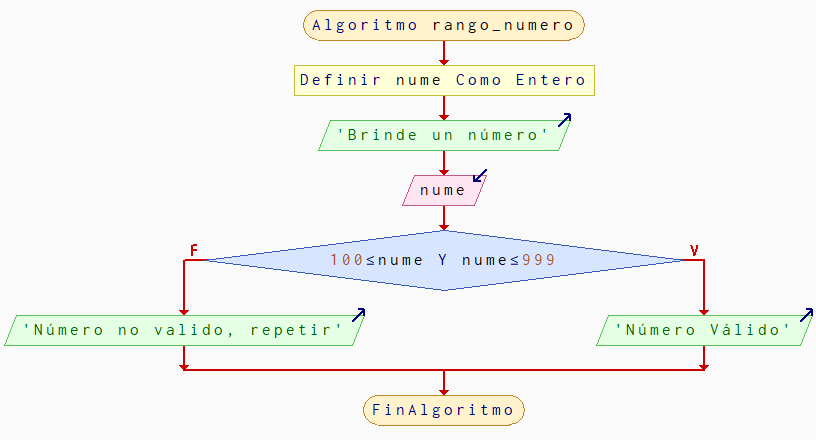 Algoritmo rango_numero
Definir nume Como Entero
'Brinde un número'
nume
F
V
100≤nume Y nume≤999
'Número no valido, repetir'
'Número Válido'
FinAlgoritmo